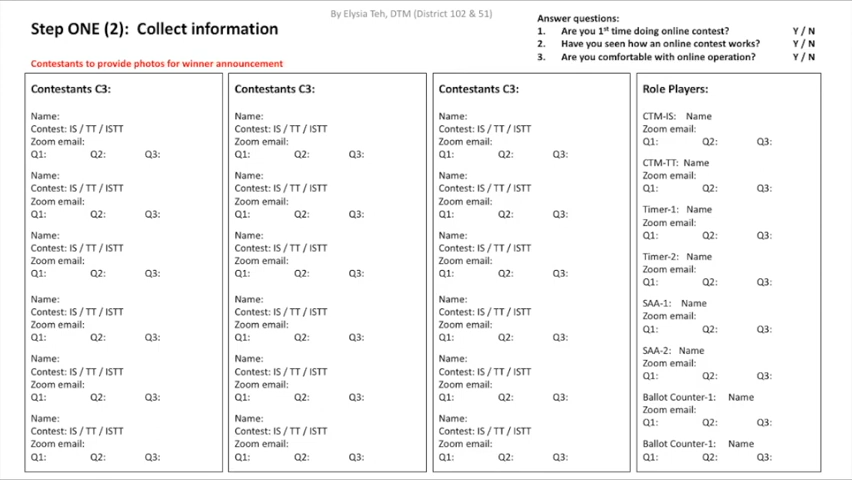 By Elysia Teh, DTM (District 102 & 51)
Step ONE (2): Collect information
Contestants to provide photos for winner announcement
Answer questions:
1. Are you 1st time doing online contest? Y / N
2. Have you seen how an online contest works? Y / N
3. Are you comfortable with online operation? Y / N
Contestants C3:
Name:
Contest: IS / TT / ISTT
Zoom email:
Q1: Q2: Q3:
Name:
Contest: IS / TT / ISTT
Zoom email:
Q1: Q2: Q3:
Name:
Contest: IS / TT / ISTT
Zoom email:
Q1: Q2: Q3:
Name:
Contest: IS / TT / ISTT
Zoom email:
Q1: Q2: Q3:
Name:
Contest: IS / TT / ISTT
Zoom email:
Q1: Q2: Q3:
Name:
Contest: IS / TT / ISTT
Zoom email:
Q1: Q2: Q3:
Contestants C3:
Name:
Contest: IS / TT / ISTT
Zoom email:
Q1: Q2: Q3:
Name:
Contest: IS / TT / ISTT
Zoom email:
Q1: Q2: Q3:
Name:
Contest: IS / TT / ISTT
Zoom email:
Q1: Q2: Q3:
Name:
Contest: IS / TT / ISTT
Zoom email:
Q1: Q2: Q3:
Name:
Contest: IS / TT / ISTT
Zoom email:
Q1: Q2: Q3:
Name:
Contest: IS / TT / ISTT
Zoom email:
Q1: Q2: Q3:
Contestants C3:
Name:
Contest: IS / TT / ISTT
Zoom email:
Q1: Q2: Q3:
Name:
Contest: IS / TT / ISTT
Zoom email:
Q1: Q2: Q3:
Name:
Contest: IS / TT / ISTT
Zoom email:
Q1: Q2: Q3:
Name:
Contest: IS / TT / ISTT
Zoom email:
Q1: Q2: Q3:
Name:
Contest: IS / TT / ISTT
Zoom email:
Q1: Q2: Q3:
Name:
Contest: IS / TT / ISTT
Zoom email:
Q1: Q2: Q3:
Role Players:
CTM-IS: Name
Zoom email:
Q1: Q2: Q3:
CTM-TT: Name
Zoom email:
Q1: Q2: Q3:
Timer-1: Name
Zoom email:
Q1: Q2: Q3:
Timer-2: Name
Zoom email:
Q1: Q2: Q3:
SAA-1: Name
Zoom email:
Q1: Q2: Q3:
SAA-2: Name
Zoom email:
Q1: Q2: Q3:
Ballot Counter-1: Name
Zoom email:
Q1: Q2: Q3:
Ballot Counter-1: Name
Q1: Q2: Q3: